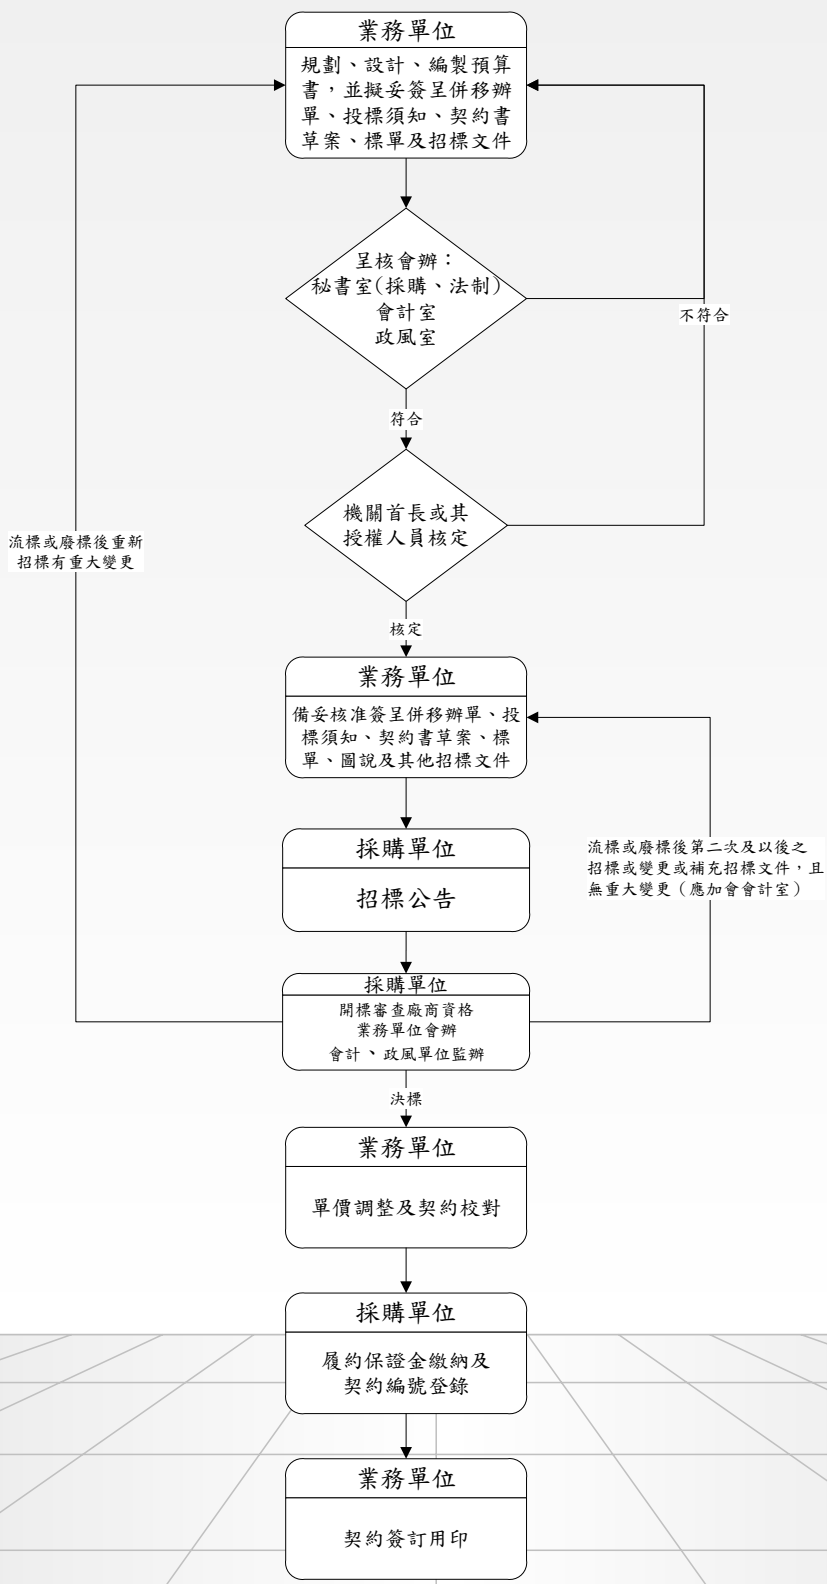 業務單位
規劃、設計、編製預算
書，並擬妥簽呈併移辦
單、投標須知、契約書
草案、標單及招標文件
呈核會辦：
秘書室(採購、法制)
會計室
政風室
不符合
符合
機關首長或其
授權人員核定
流標或廢標後重新
招標有重大變更
核定
業務單位
備妥核准簽呈併移辦單、投
標須知、契約書草案、標
單、圖說及其他招標文件
採購單位
招標公告
流標或廢標後第二次及以後之
招標或變更或補充招標文件，且
無重大變更（應加會會計室）
採購單位
開標審查廠商資格
業務單位會辦
會計、政風單位監辦
決標
業務單位
單價調整及契約校對
採購單位
履約保證金繳納及
契約編號登錄
業務單位
契約簽訂用印